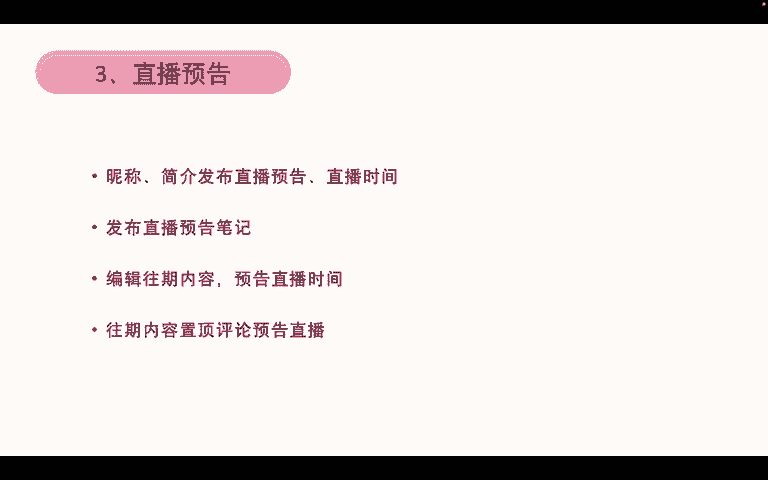 3、直播预告
• 昵称、简介发布直播预告、直播时间
• 发布直播预告笔记
• 编辑往期内容，预告直播时间
• 往期内容置顶评论预告直播